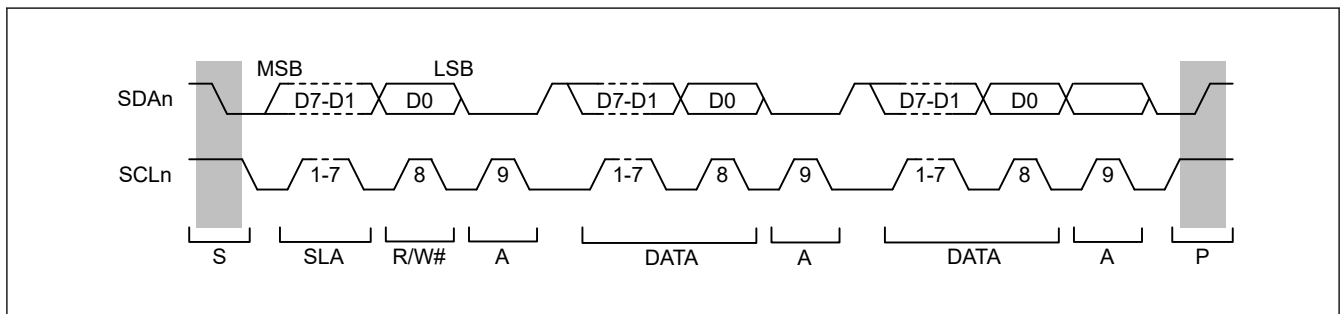 MSB LSB
SDAn D7-D1 D0 D7-D1 D0 D7-D1 D0
SCLn 1-7 8 9 1-7 8 9 1-7 8 9
S SLA R/W# A DATA A DATA A P